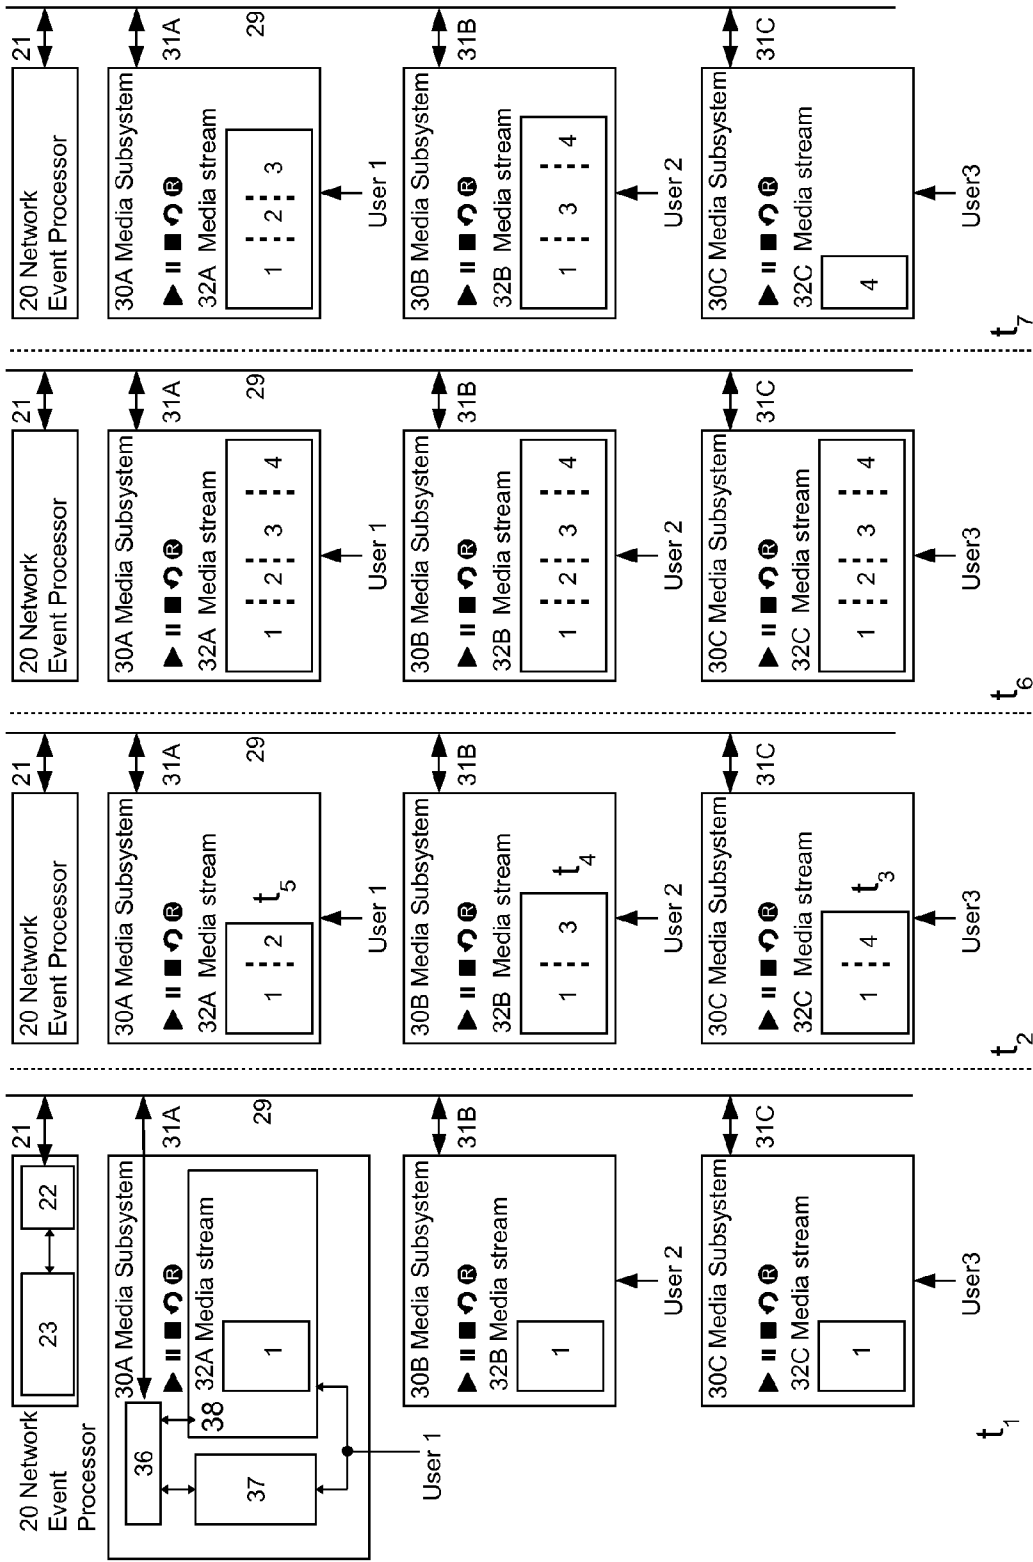 20 Network
Event
Processor
23
22
21
30A Media Subsystem
31A
36
R
32A Media stream
38
37
1
29
User 1
30B Media Subsystem
31B
R
32B Media stream
1
User 2
30C Media Subsystem
31C
R
32C Media stream
1
User3
t1
20 Network
Event Processor
21
30A Media Subsystem
31A
R
32A Media stream
1 2
t5
29
User 1
30B Media Subsystem
31B
R
32B Media stream
1 3
t4
User 2
30C Media Subsystem
31C
R
32C Media stream
1 4
t3
User3
t2
20 Network
Event Processor
21
30A Media Subsystem
31A
R
32A Media stream
1 2 3 4
29
User 1
30B Media Subsystem
31B
R
32B Media stream
1 2 3 4
User 2
30C Media Subsystem
31C
R
32C Media stream
1 2 3 4
User3
t6
20 Network
Event Processor
21
30A Media Subsystem
31A
R
32A Media stream
1 2 3
29
User 1
30B Media Subsystem
31B
R
32B Media stream
1 3 4
User 2
30C Media Subsystem
31C
R
32C Media stream
4
User3
t7